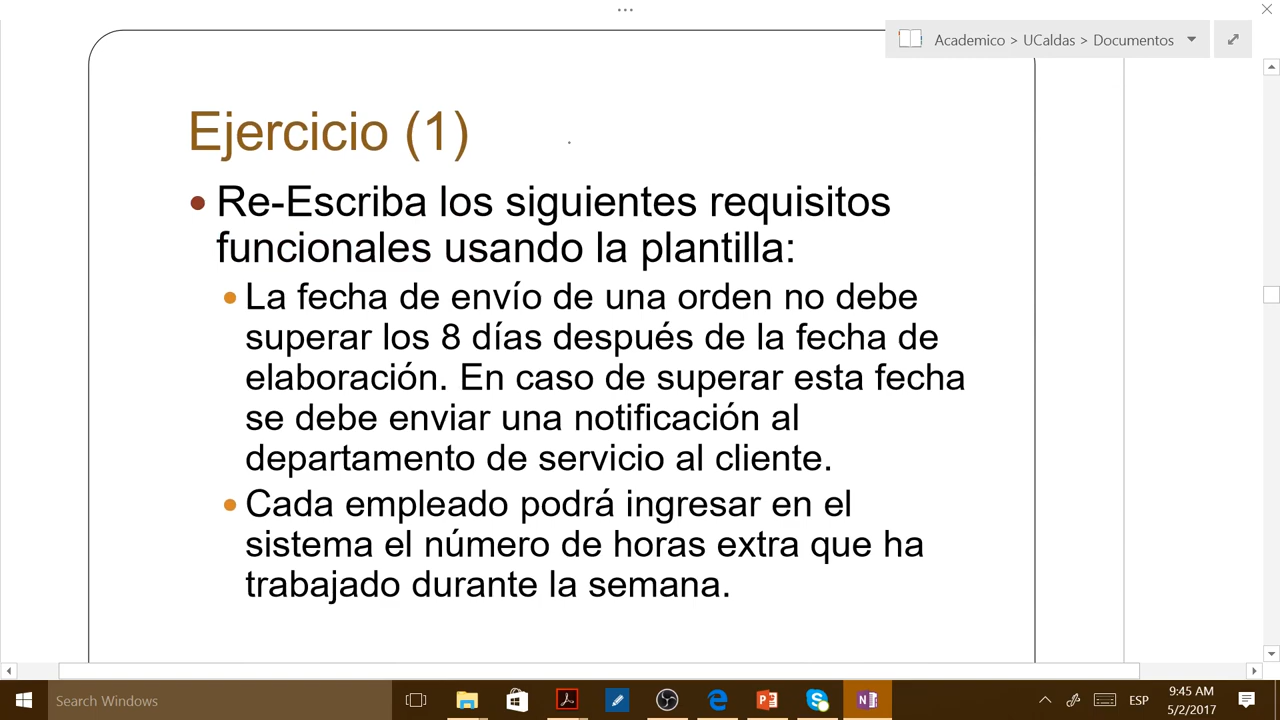 Academico > UCaldas > Documentos
Ejercicio (1)
• Re-Escriba los siguientes requisitos
funcionales usando la plantilla:
• La fecha de envío de una orden no debe
superar los 8 días después de la fecha de
elaboración. En caso de superar esta fecha
se debe enviar una notificación al
departamento de servicio al cliente.
• Cada empleado podrá ingresar en el
sistema el número de horas extra que ha
trabajado durante la semana.
Search Windows
ESP
9:45 AM
5/2/2017